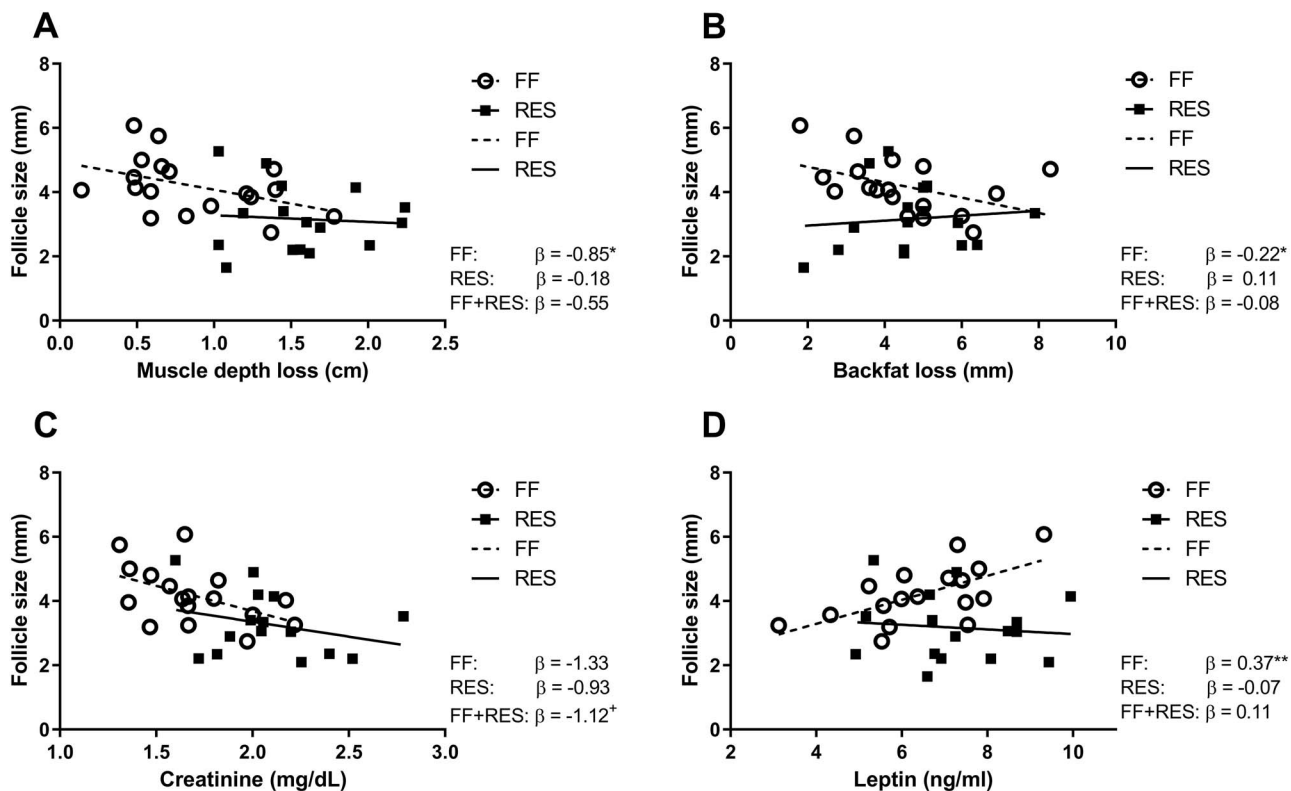 A
Follicle size (mm)
8
6
4
2
0
0.0 0.5 1.0 1.5 2.0 2.5
Muscle depth loss (cm)
FF
RES
FF
RES
FF: β = -0.85*
RES: β = -0.18
FF+RES: β = -0.55
B
Follicle size (mm)
8
6
4
2
0
2 4 6 8 10
Backfat loss (mm)
FF
RES
FF
RES
FF: β = -0.22*
RES: β = 0.11
FF+RES: β = -0.08
C
Follicle size (mm)
8
6
4
2
0
1.0 1.5 2.0 2.5 3.0
Creatinine (mg/dL)
FF
RES
FF
RES
FF: β = -1.33
RES: β = -0.93
FF+RES: β = -1.12⁺
D
Follicle size (mm)
8
6
4
2
0
2 4 6 8 10
Leptin (ng/ml)
FF
RES
FF
RES
FF: β = 0.37**
RES: β = -0.07
FF+RES: β = 0.11